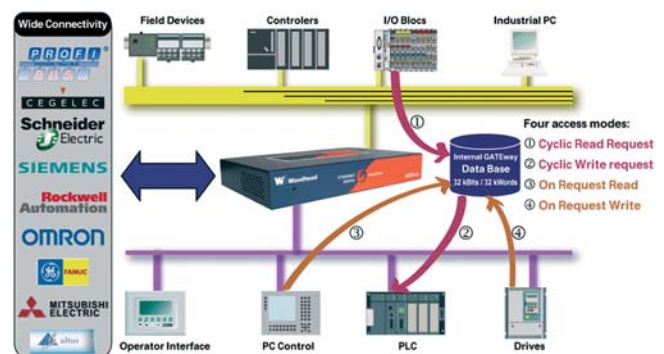 Wide Connectivity
PROFI
BUS
CEGELEC
Schneider
Electric
SIEMENS
Rockwell
Automation
OMRON
GE FANUC
MITSUBISHI
ELECTRIC
altus
Field Devices
Controlers
I/O Blocs
Industrial PC
①
Woodhead
Internal GATEway
Data Base
32 kBits / 32 kWords
Four access modes:
① Cyclic Read Request
② Cyclic Write request
③ On Request Read
④ On Request Write
③
②
④
Operator Interface
PC Control
PLC
Drives